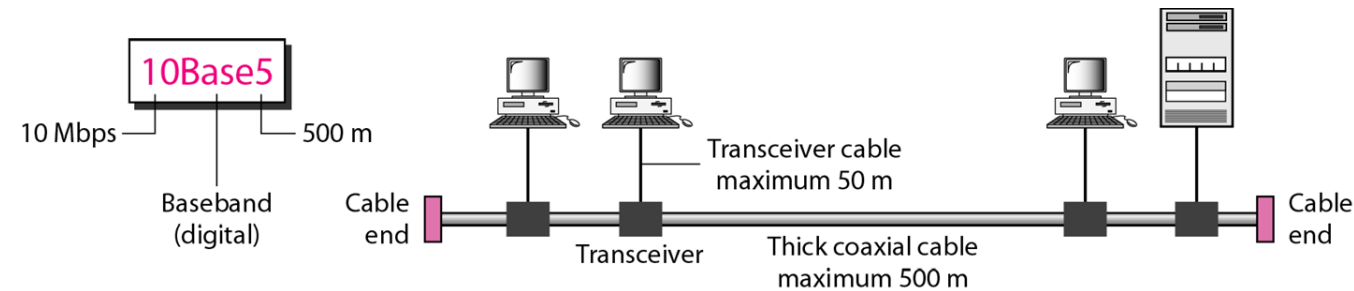 10Base5
10 Mbps
500 m
Baseband
(digital)
Cable
end
Transceiver cable
maximum 50 m
Transceiver
Thick coaxial cable
maximum 500 m
Cable
end